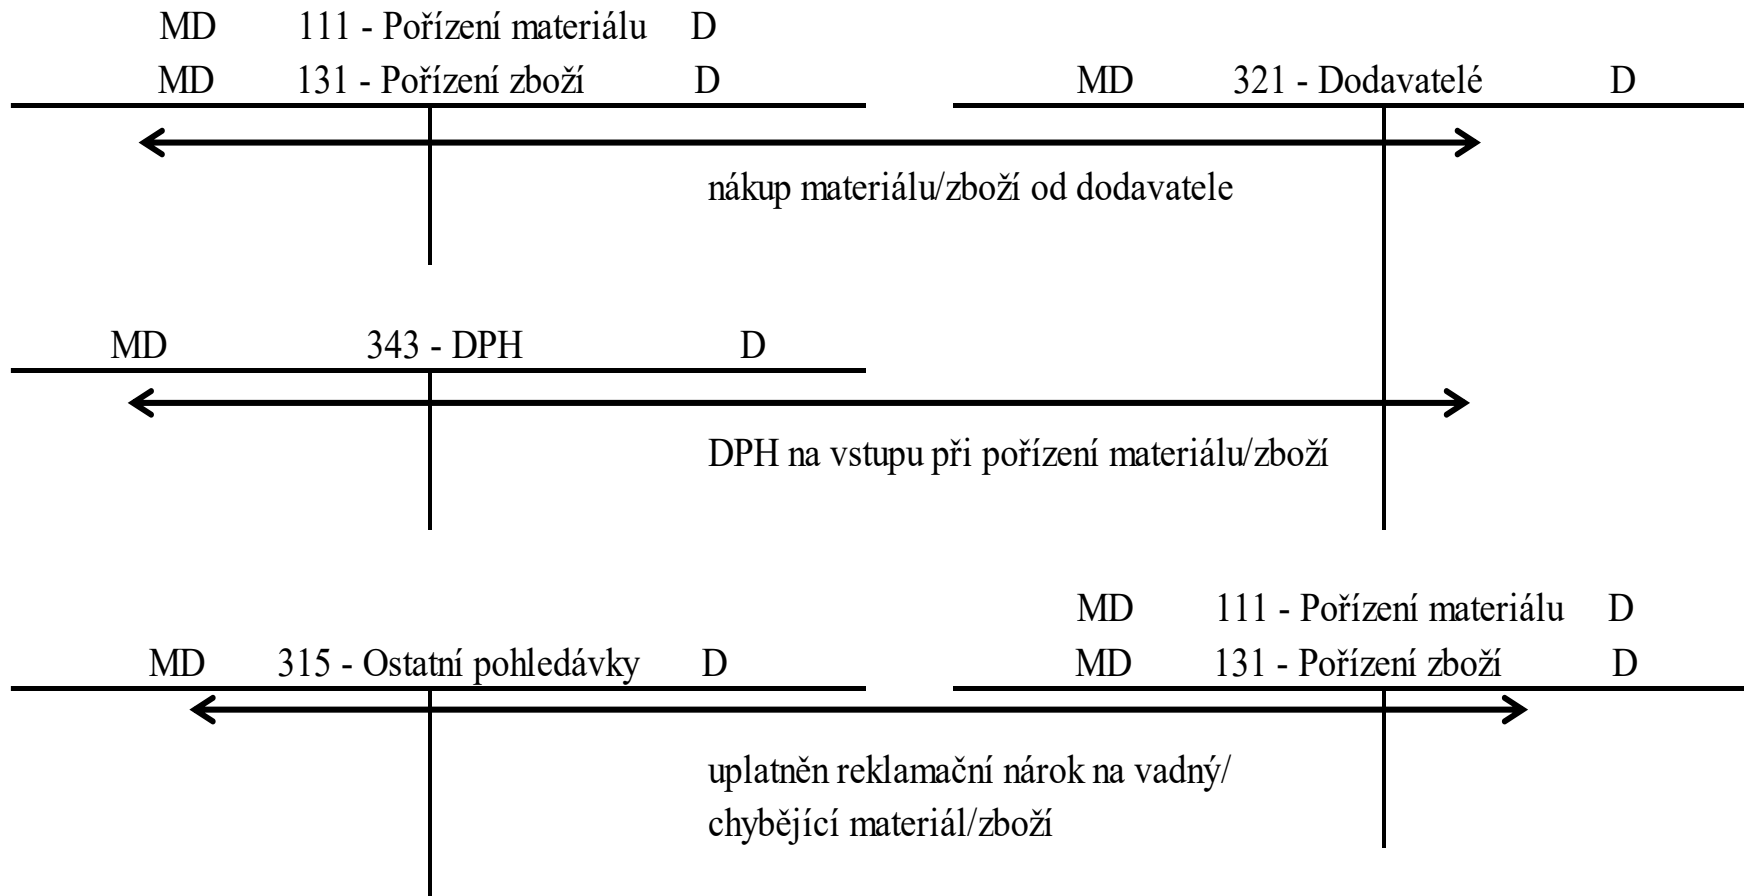 MD 111 - Pořízení materiálu D
MD 131 - Pořízení zboží D
MD 321 - Dodavatelé D
nákup materiálu/zboží od dodavatele
MD 343 - DPH D
DPH na vstupu při pořízení materiálu/zboží
MD 111 - Pořízení materiálu D
MD 315 - Ostatní pohledávky D
MD 131 - Pořízení zboží D
uplatněn reklamační nárok na vadný/
chybějící materiál/zboží